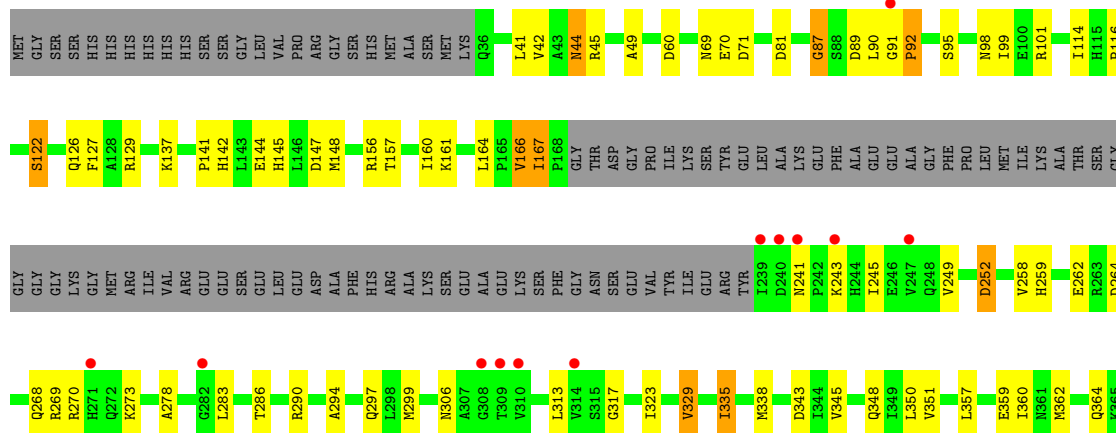 MET GLY SER SER HIS HIS HIS HIS HIS HIS SER SER GLY LEU VAL PRO ARG GLY SER HIS MET ALA SER MET LYS Q36 L41 V42 A43 N44 R45 A49 D60 N69 E70 D71 D81 G87 S88 D89 L90 G91 P92 S95 N98 I99 E100 R101 I114 H115
S122 Q126 F127 A128 R129 K137 P141 H142 L143 E144 H145 L146 D147 M148 R156 T157 I160 K161 L164 P165 V166 I167 P168 GLY THR ASP GLY PRO ILE LYS SER TYR GLU LEU ALA LYS GLU PHE ALA GLU GLU ALA GLY PHE PRO LEU MET ILE LYS ALA THR SER
GLY GLY GLY LYS GLY MET ARG ILE VAL ARG GLU GLU SER GLU LEU GLU ASP ALA PHE HIS ARG ALA LYS SER GLU ALA GLU LYS SER PHE GLY ASN SER GLU VAL TYR ILE GLU ARG TYR I239 D240 N241 P242 K243 H244 I245 E246 V247 Q248 V249 D252 V258 H259 E262 R263 D264
Q268 R269 R270 H271 Q272 K273 A278 G282 L283 T286 R290 A294 Q297 L298 M299 N306 A307 G308 T309 V310 L313 V314 S315 G317 I323 V329 I335 M338 D343 I344 V345 Q348 I349 L350 V351 L357 E359 I360 N361 M362 Q364